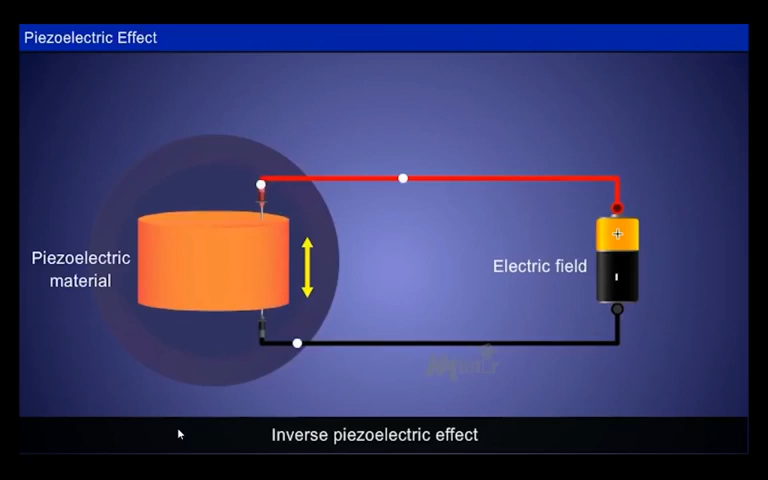 Piezoelectric Effect
Piezoelectric
material
Electric field
+
Inverse piezoelectric effect